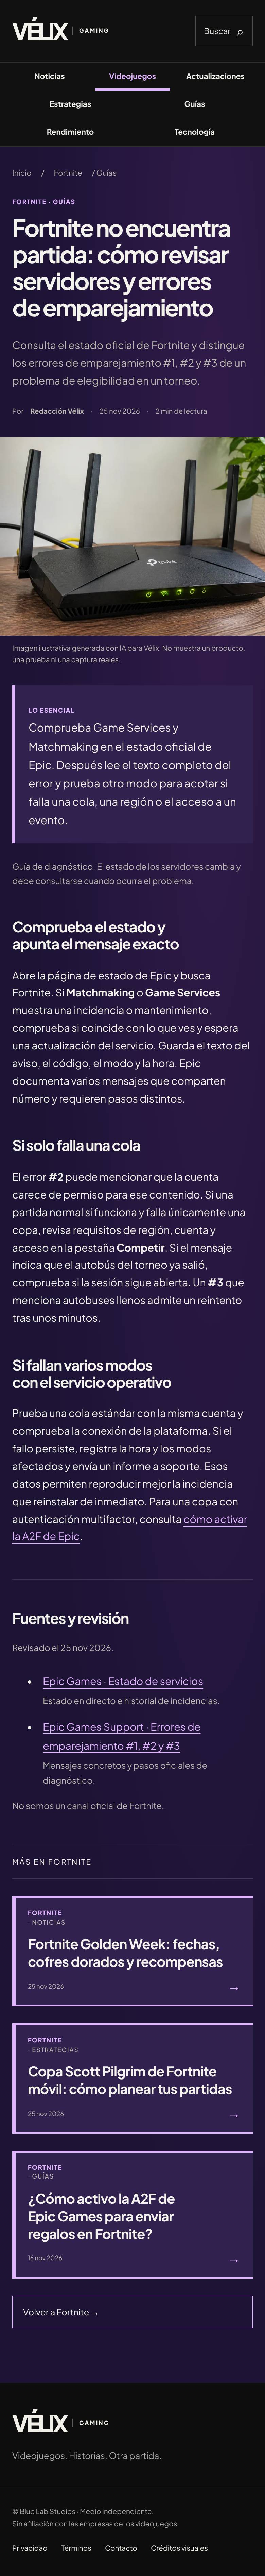 VÉLIX GAMING
Buscar
Noticias Videojuegos Actualizaciones
Estrategias Guías
Rendimiento Tecnología
Inicio / Fortnite / Guías
FORTNITE · GUÍAS
Fortnite no encuentra
partida: cómo revisar
servidores y errores
de emparejamiento
Consulta el estado oficial de Fortnite y distingue
los errores de emparejamiento #1, #2 y #3 de un
problema de elegibilidad en un torneo.
Por Redacción Vélix · 25 nov 2026 · 2 min de lectura
Imagen ilustrativa generada con IA para Vélix. No muestra un producto,
una prueba ni una captura reales.
LO ESENCIAL
Comprueba Game Services y
Matchmaking en el estado oficial de
Epic. Después lee el texto completo del
error y prueba otro modo para acotar si
falla una cola, una región o el acceso a un
evento.
Guía de diagnóstico. El estado de los servidores cambia y
debe consultarse cuando ocurra el problema.
Comprueba el estado y
apunta el mensaje exacto
Abre la página de estado de Epic y busca
Fortnite. Si Matchmaking o Game Services
muestra una incidencia o mantenimiento,
comprueba si coincide con lo que ves y espera
una actualización del servicio. Guarda el texto del
aviso, el código, el modo y la hora. Epic
documenta varios mensajes que comparten
número y requieren pasos distintos.
Si solo falla una cola
El error #2 puede mencionar que la cuenta
carece de permiso para ese contenido. Si una
partida normal sí funciona y falla únicamente una
copa, revisa requisitos de región, cuenta y
acceso en la pestaña Competir. Si el mensaje
indica que el autobús del torneo ya salió,
comprueba si la sesión sigue abierta. Un #3 que
menciona autobuses llenos admite un reintento
tras unos minutos.
Si fallan varios modos
con el servicio operativo
Prueba una cola estándar con la misma cuenta y
comprueba la conexión de la plataforma. Si el
fallo persiste, registra la hora y los modos
afectados y envía un informe a soporte. Esos
datos permiten reproducir mejor la incidencia
que reinstalar de inmediato. Para una copa con
autenticación multifactor, consulta cómo activar
la A2F de Epic.
Fuentes y revisión
Revisado el 25 nov 2026.
• Epic Games · Estado de servicios
Estado en directo e historial de incidencias.
• Epic Games Support · Errores de
emparejamiento #1, #2 y #3
Mensajes concretos y pasos oficiales de
diagnóstico.
No somos un canal oficial de Fortnite.
MÁS EN FORTNITE
FORTNITE
· NOTICIAS
Fortnite Golden Week: fechas,
cofres dorados y recompensas
25 nov 2026 →
FORTNITE
· ESTRATEGIAS
Copa Scott Pilgrim de Fortnite
móvil: cómo planear tus partidas
25 nov 2026 →
FORTNITE
· GUÍAS
¿Cómo activo la A2F de
Epic Games para enviar
regalos en Fortnite?
16 nov 2026 →
Volver a Fortnite →
VÉLIX GAMING
Videojuegos. Historias. Otra partida.
© Blue Lab Studios · Medio independiente.
Sin afiliación con las empresas de los videojuegos.
Privacidad Términos Contacto Créditos visuales